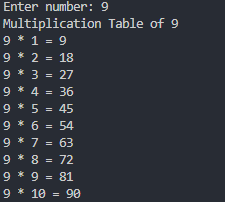 Enter number: 9
Multiplication Table of 9
9 * 1 = 9
9 * 2 = 18
9 * 3 = 27
9 * 4 = 36
9 * 5 = 45
9 * 6 = 54
9 * 7 = 63
9 * 8 = 72
9 * 9 = 81
9 * 10 = 90